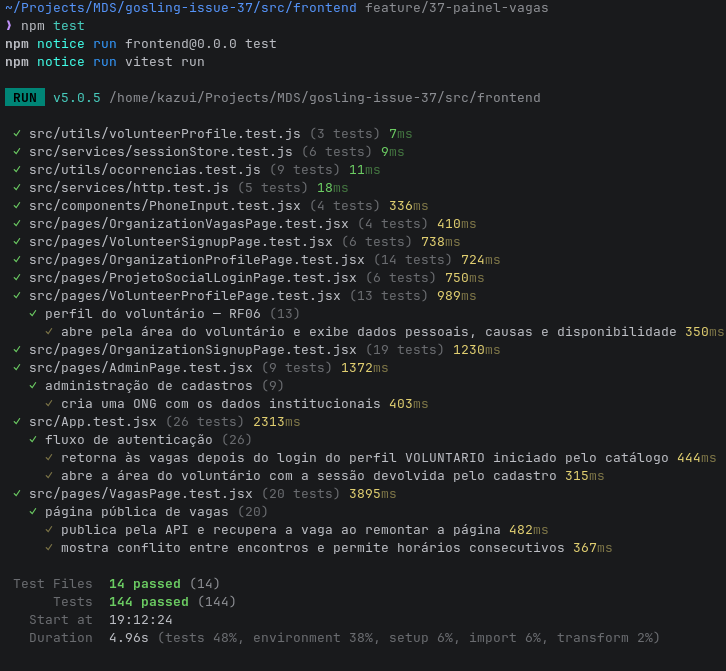 ~/Projects/MDS/gosling-issue-37/src/frontend feature/37-painel-vagas
❯ npm test
npm notice run frontend@0.0.0 test
npm notice run vitest run
RUN v5.0.5 /home/kazui/Projects/MDS/gosling-issue-37/src/frontend
✓ src/utils/volunteerProfile.test.js (3 tests) 7ms
✓ src/services/sessionStore.test.js (6 tests) 9ms
✓ src/utils/ocorrencias.test.js (9 tests) 11ms
✓ src/services/http.test.js (5 tests) 18ms
✓ src/components/PhoneInput.test.jsx (4 tests) 336ms
✓ src/pages/OrganizationVagasPage.test.jsx (4 tests) 410ms
✓ src/pages/VolunteerSignupPage.test.jsx (6 tests) 738ms
✓ src/pages/OrganizationProfilePage.test.jsx (14 tests) 724ms
✓ src/pages/ProjetoSocialLoginPage.test.jsx (6 tests) 750ms
✓ src/pages/VolunteerProfilePage.test.jsx (13 tests) 989ms
✓ perfil do voluntário — RF06 (13)
✓ abre pela área do voluntário e exibe dados pessoais, causas e disponibilidade 350ms
✓ src/pages/OrganizationSignupPage.test.jsx (19 tests) 1230ms
✓ src/pages/AdminPage.test.jsx (9 tests) 1372ms
✓ administração de cadastros (9)
✓ cria uma ONG com os dados institucionais 403ms
✓ src/App.test.jsx (26 tests) 2313ms
✓ fluxo de autenticação (26)
✓ retorna às vagas depois do login do perfil VOLUNTARIO iniciado pelo catálogo 444ms
✓ abre a área do voluntário com a sessão devolvida pelo cadastro 315ms
✓ src/pages/VagasPage.test.jsx (20 tests) 3895ms
✓ página pública de vagas (20)
✓ publica pela API e recupera a vaga ao remontar a página 482ms
✓ mostra conflito entre encontros e permite horários consecutivos 367ms
Test Files 14 passed (14)
Tests 144 passed (144)
Start at 19:12:24
Duration 4.96s (tests 48%, environment 38%, setup 6%, import 6%, transform 2%)